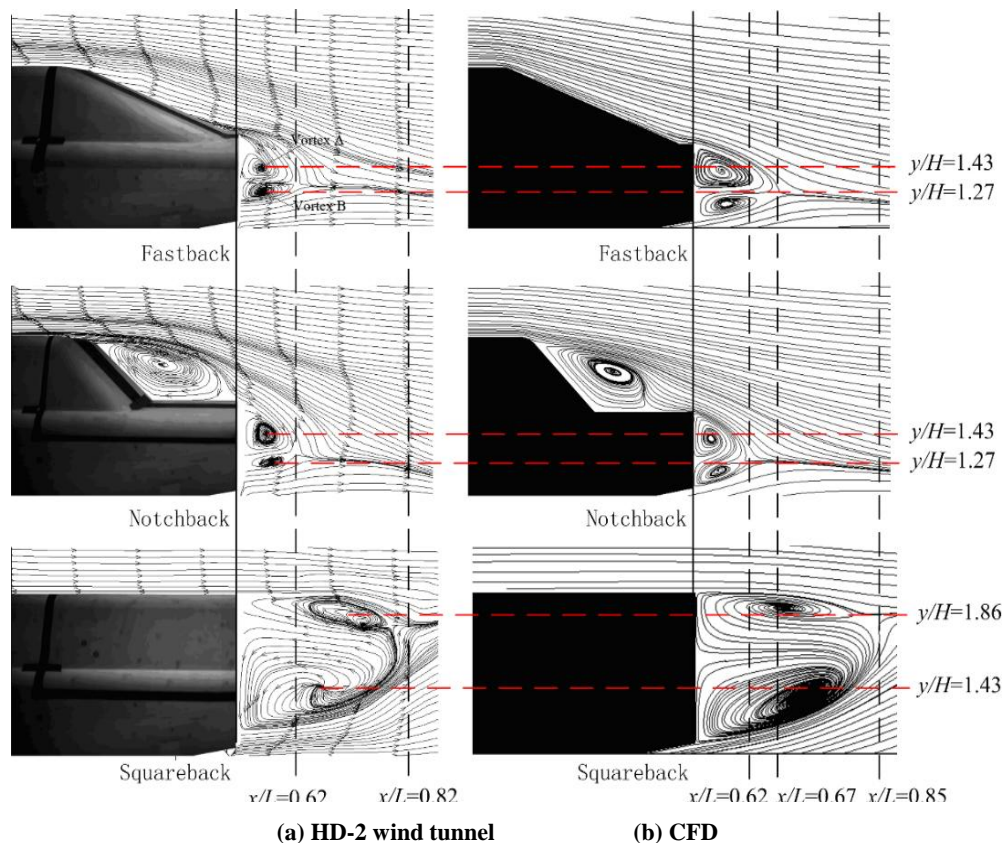 Vortex A
Vortex B
y/H=1.43
y/H=1.27
Fastback
Fastback
y/H=1.43
y/H=1.27
Notchback
Notchback
y/H=1.86
y/H=1.43
Squareback
Squareback
x/L=0.62 x/L=0.82 x/L=0.62 x/L=0.67 x/L=0.85
(a) HD-2 wind tunnel (b) CFD